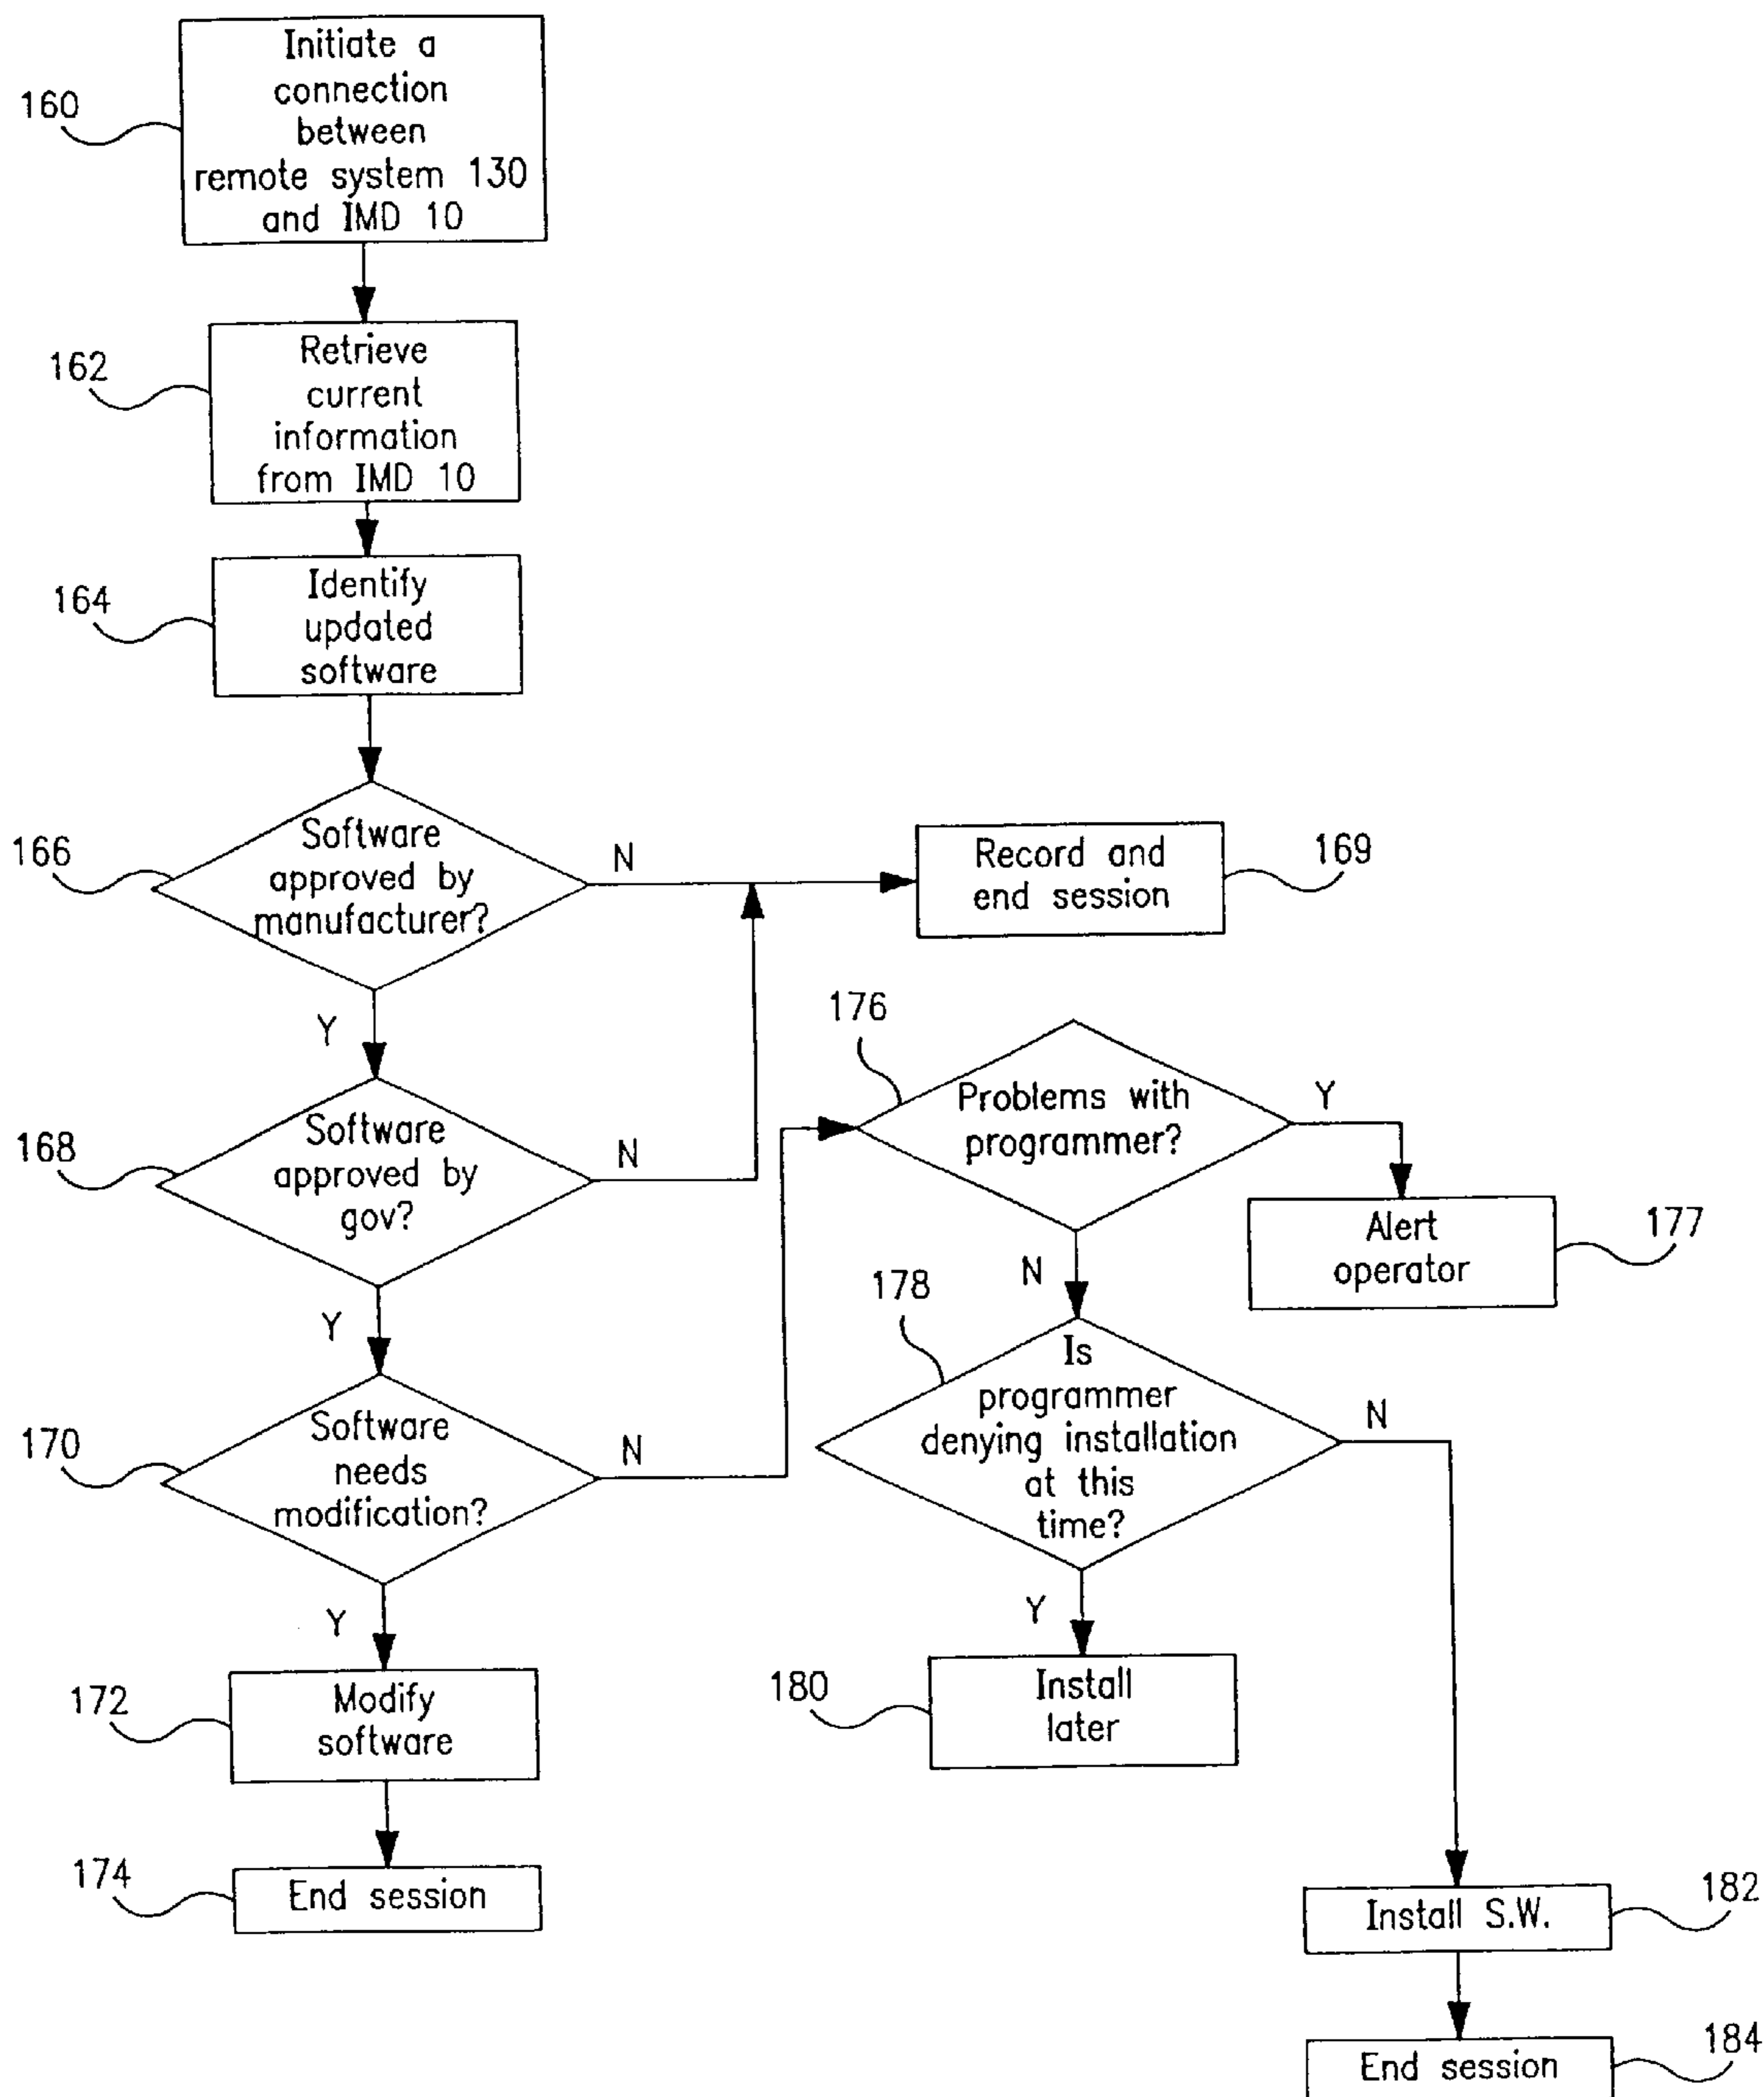 Initiate a
connection
between
remote system 130
and IMD 10
160
Retrieve
current
information
from IMD 10
162
Identify
updated
software
164
Software
approved by
manufacturer?
166
N
Y
Record and
end session
169
Software
approved by
gov?
168
N
Y
Software
needs
modification?
170
N
Y
Modify
software
172
End session
174
176
Problems with
programmer?
Y
N
Alert
operator
177
178
Is
programmer
denying installation
at this
time?
N
Y
180
Install
later
Install S.W.
182
End session
184